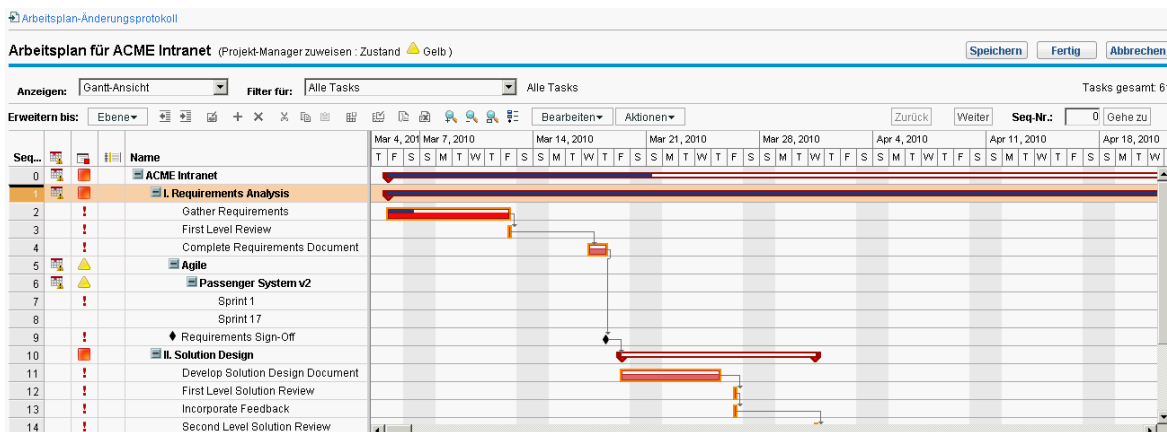 Arbeitsplan-Änderungsprotokoll
Arbeitsplan für ACME Intranet (Projekt-Manager zuweisen : Zustand Gelb ) Speichern Fertig Abbrechen
Anzeigen: Gantt-Ansicht Filter für: Alle Tasks Alle Tasks Tasks gesamt: 61
Erweitern bis: Ebene Bearbeiten Aktionen Zurück Weiter Seq-Nr.: 0 Gehe zu
Mar 4, 201 Mar 7, 2010 Mar 14, 2010 Mar 21, 2010 Mar 28, 2010 Apr 4, 2010 Apr 11, 2010 Apr 18, 2010
Seq... Name T F S S M T W T F S S M T W T F S S M T W T F S S M T W T F S S M T W T F S S M T W T F S S M T W
0 ACME Intranet
1 I. Requirements Analysis
2 ! Gather Requirements
3 ! First Level Review
4 ! Complete Requirements Document
5 Agile
6 Passenger System v2
7 ! Sprint 1
8 Sprint 17
9 ! Requirements Sign-Off
10 II. Solution Design
11 ! Develop Solution Design Document
12 ! First Level Solution Review
13 ! Incorporate Feedback
14 ! Second Level Solution Review